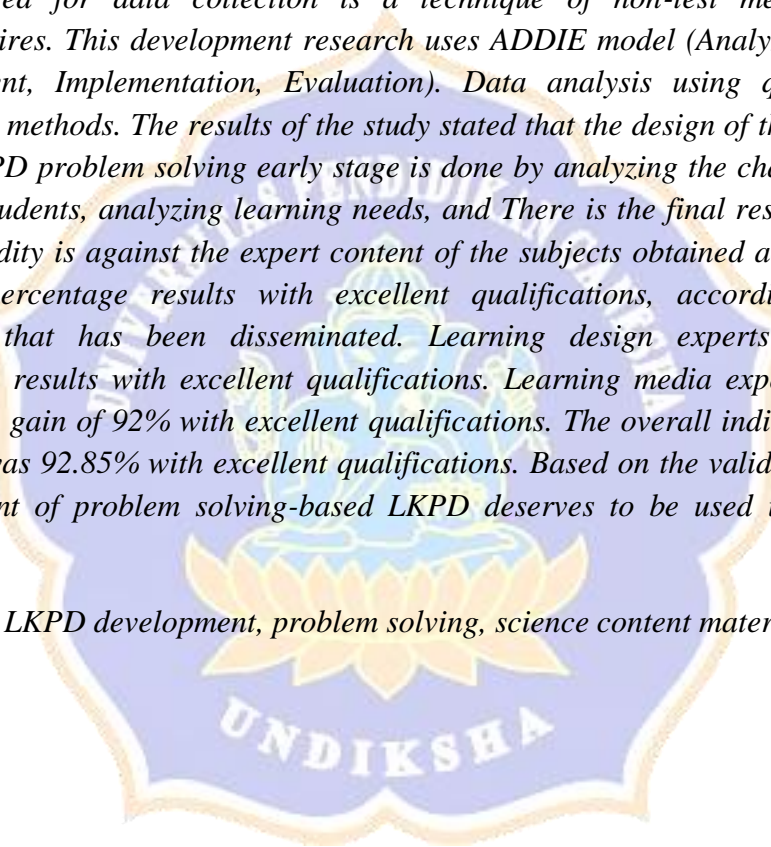 ed for data collection is a technique of non-test me
ires. This development research uses ADDIE model (Analy
nt, Implementation, Evaluation). Data analysis using q
methods. The results of the study stated that the design of th
PD problem solving early stage is done by analyzing the cha
udents, analyzing learning needs, and There is the final res
dity is against the expert content of the subjects obtained a
ercentage results with excellent qualifications, accordi
that has been disseminated. Learning design experts
results with excellent qualifications. Learning media exp
gain of 92% with excellent qualifications. The overall indi
was 92.85% with excellent qualifications. Based on the valid
nt of problem solving-based LKPD deserves to be used i
LKPD development, problem solving, science content mater
UNIVERSITAS PENDIDIKAN GANESHA
UNDIKSHA